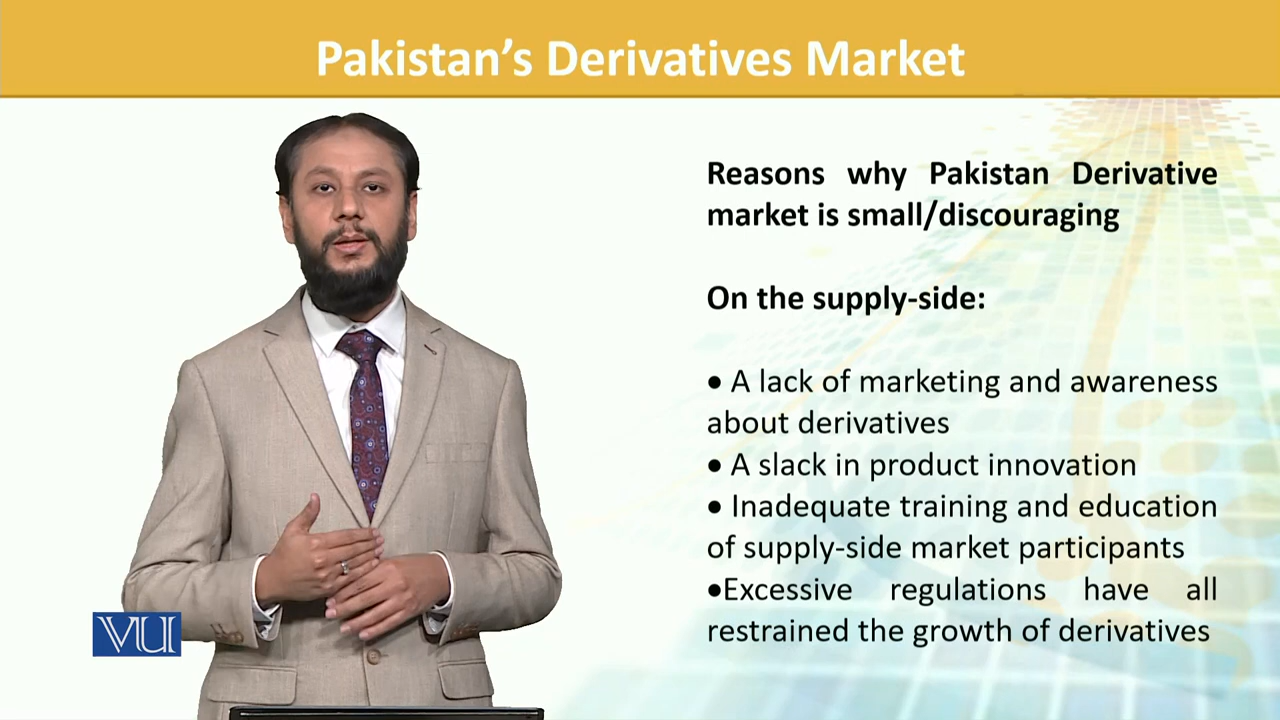 Pakistan’s Derivatives Market
Reasons why Pakistan Derivative
market is small/discouraging
On the supply-side:
● A lack of marketing and awareness
about derivatives
● A slack in product innovation
● Inadequate training and education
of supply-side market participants
●Excessive regulations have all
restrained the growth of derivatives
VU